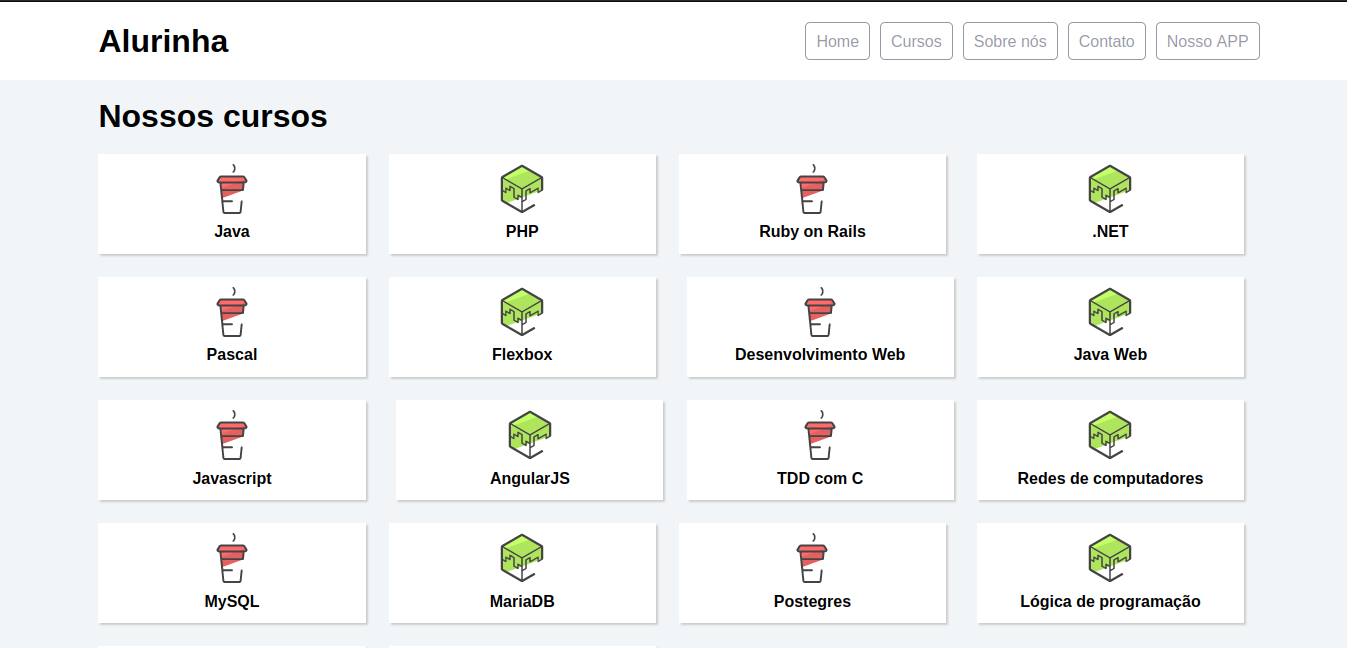 Alurinha
Home Cursos Sobre nós Contato Nosso APP
Nossos cursos
Java PHP Ruby on Rails .NET
Pascal Flexbox Desenvolvimento Web Java Web
Javascript AngularJS TDD com C Redes de computadores
MySQL MariaDB Postegres Lógica de programação